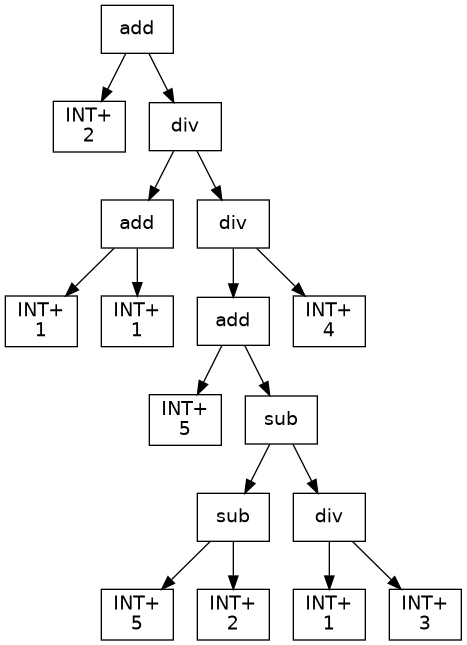 add
INT+
2
div
add
div
INT+
1
INT+
1
add
INT+
4
INT+
5
sub
sub
div
INT+
5
INT+
2
INT+
1
INT+
3